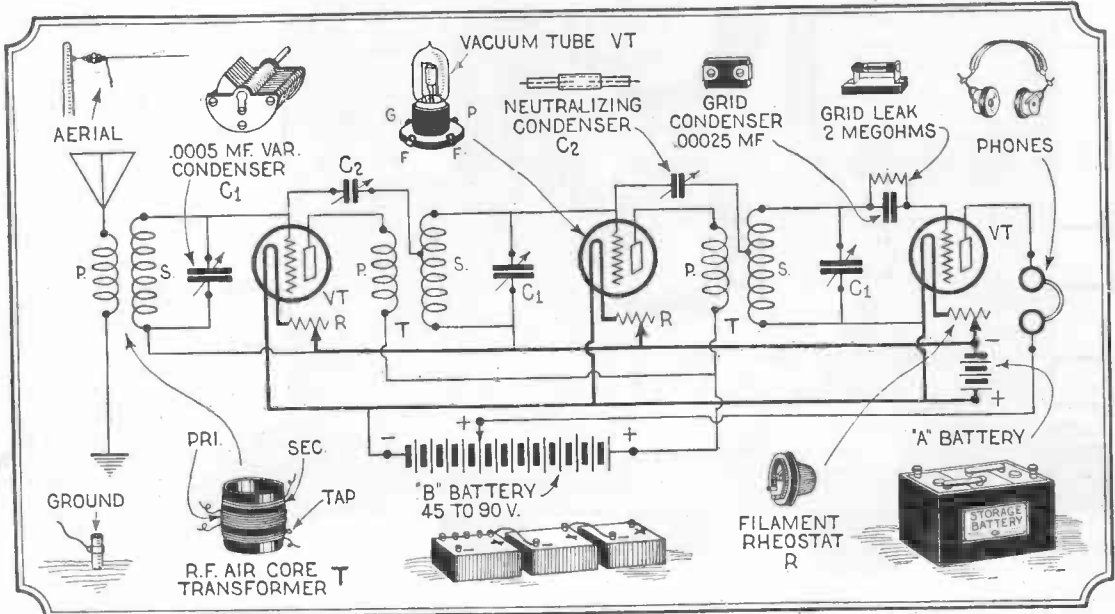 VACUUM TUBE VT
G
P
F
F
NEUTRALIZING
CONDENSER
C2
GRID
CONDENSER
.00025 MF
GRID LEAK
2 MEGOHMS
PHONES
AERIAL
.0005 MF. VAR.
CONDENSER
C1
C2
P.
S.
VT
R
P.
T
S.
C1
R
P.
T
S.
C1
VT
-
+
"A" BATTERY
-
+
+
"B" BATTERY
45 TO 90 V.
PRI.
SEC.
TAP
GROUND
R.F. AIR CORE
TRANSFORMER T
FILAMENT
RHEOSTAT
R
STORAGE
BATTERY